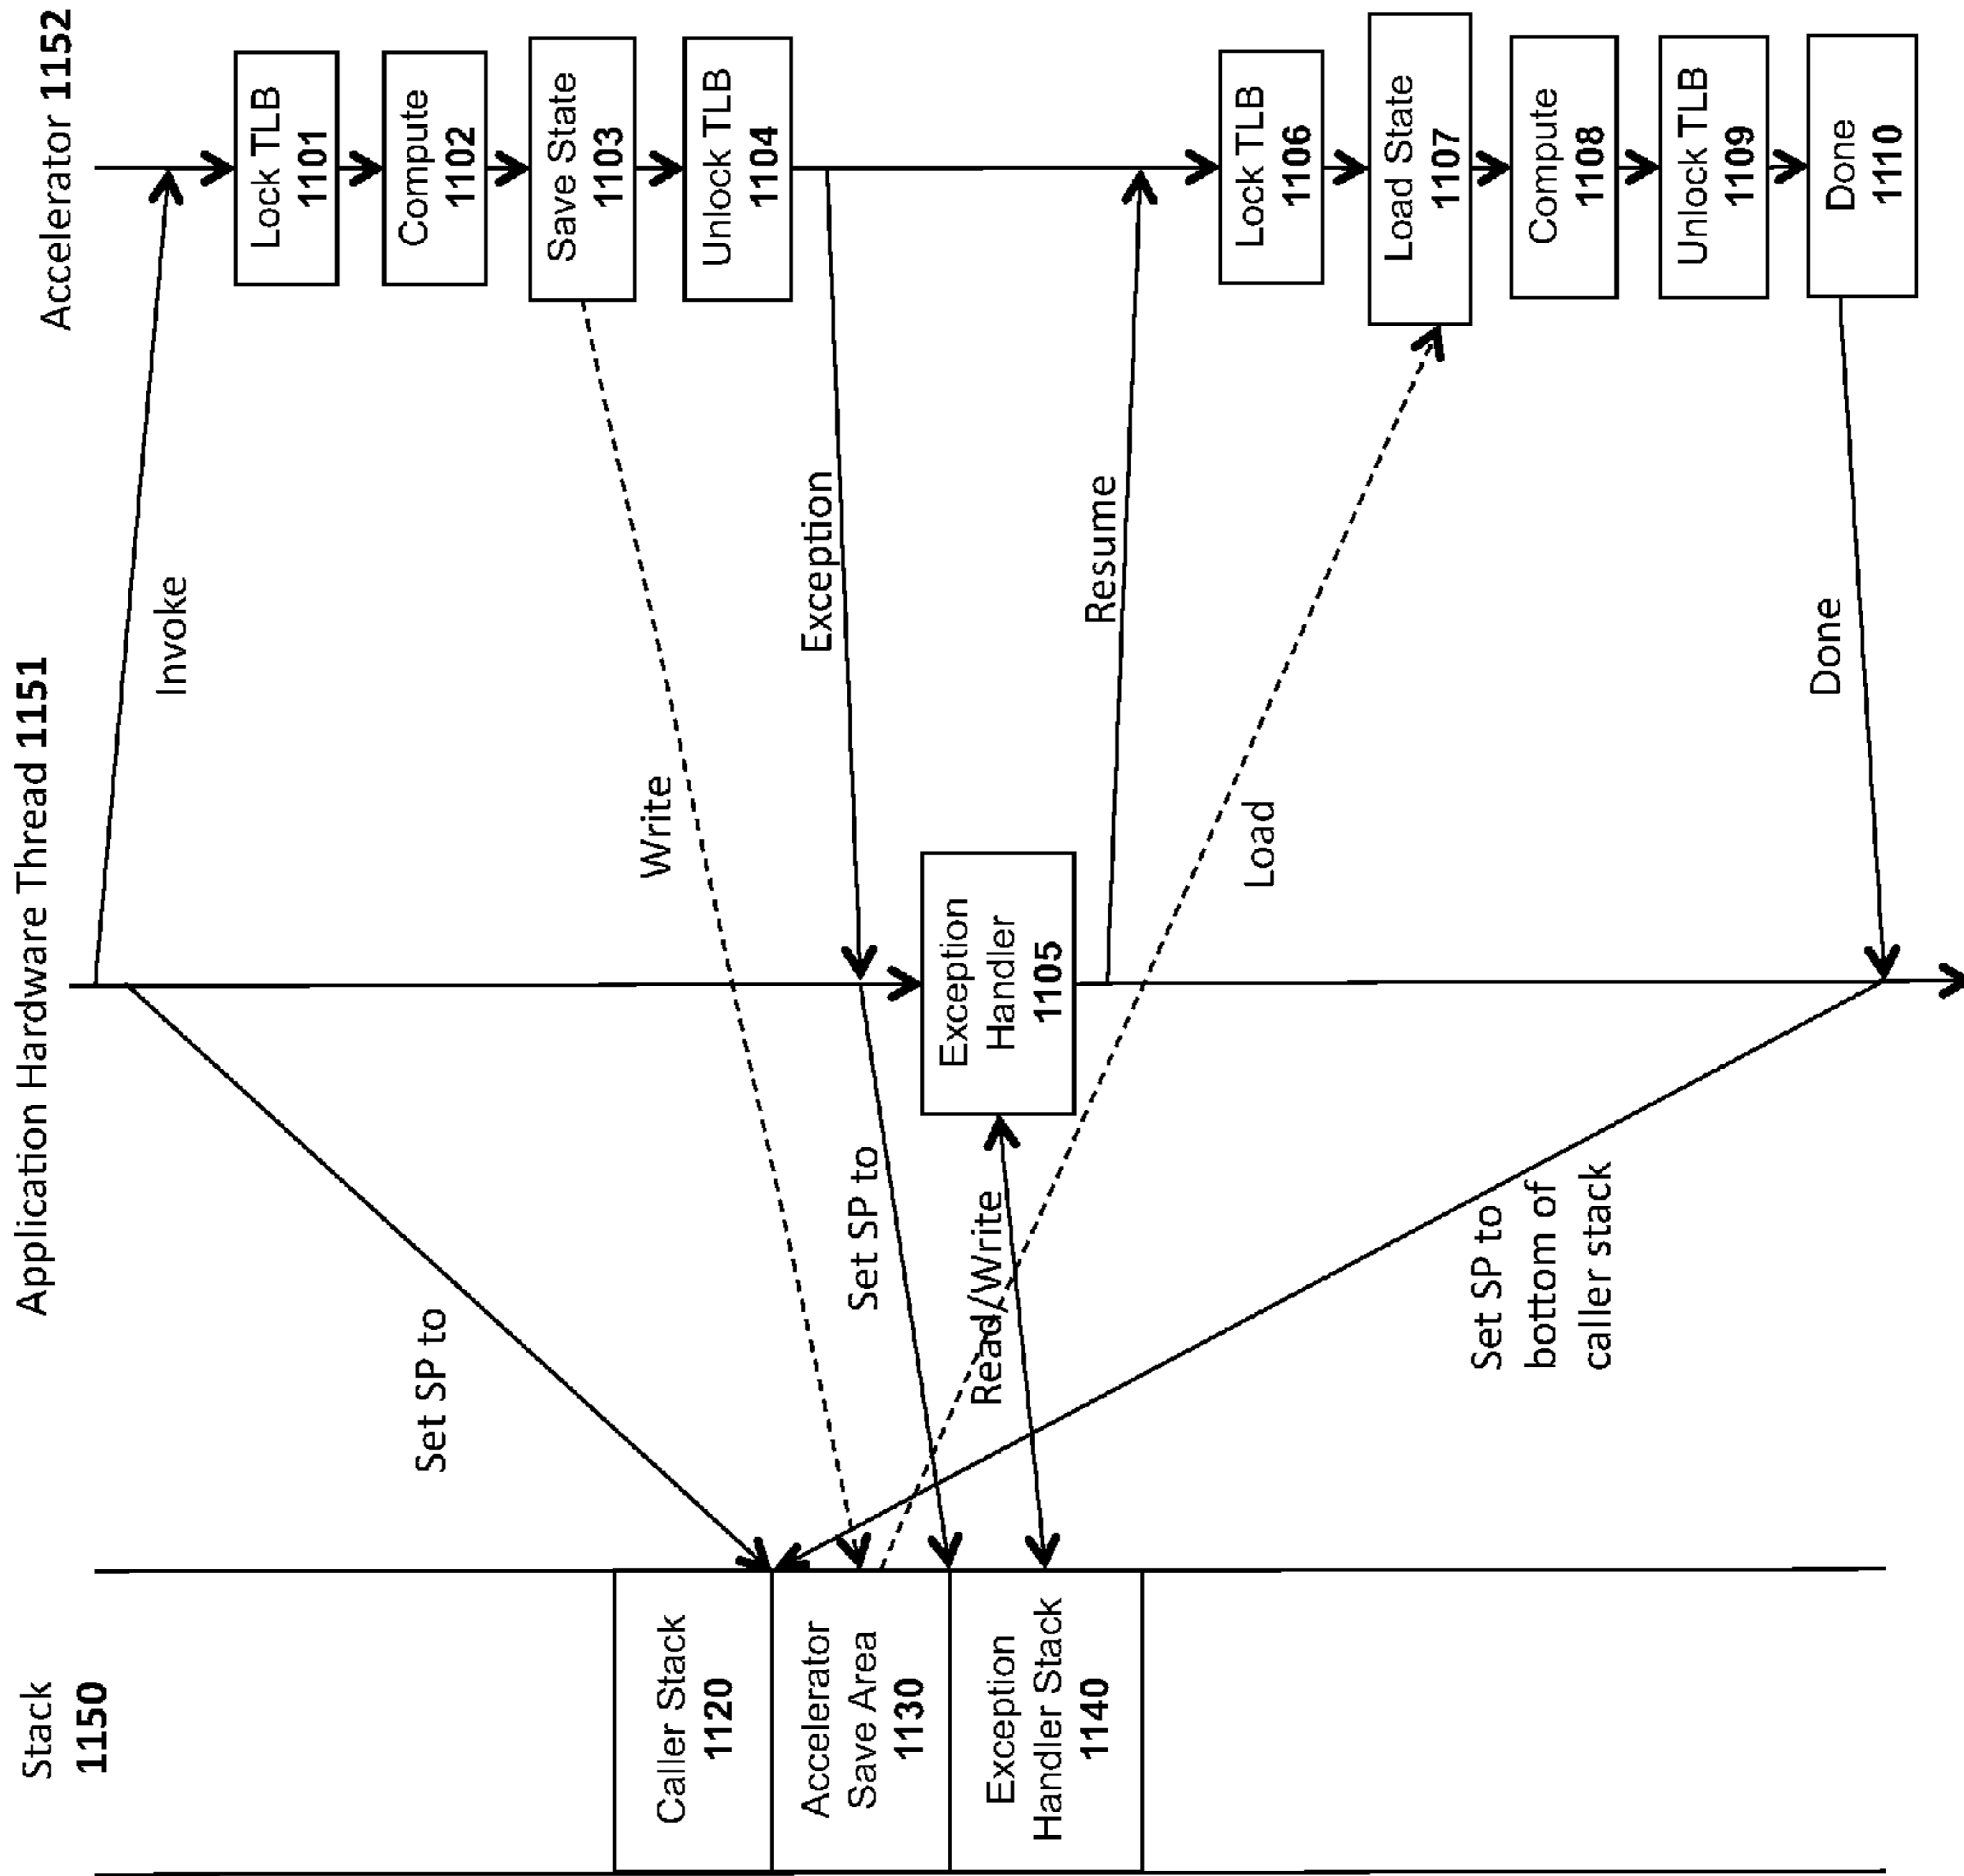 Stack
1150
Application Hardware Thread 1151
Accelerator 1152
Invoke
Set SP to
Lock TLB
1101
Compute
1102
Save State
1103
Write
Unlock TLB
1104
Caller Stack
1120
Accelerator
Save Area
1130
Exception
Handler Stack
1140
Exception
Set SP to
Exception
Handler
1105
Read/Write
Resume
Load
Lock TLB
1106
Load State
1107
Compute
1108
Unlock TLB
1109
Done
1110
Done
Set SP to
bottom of
caller stack